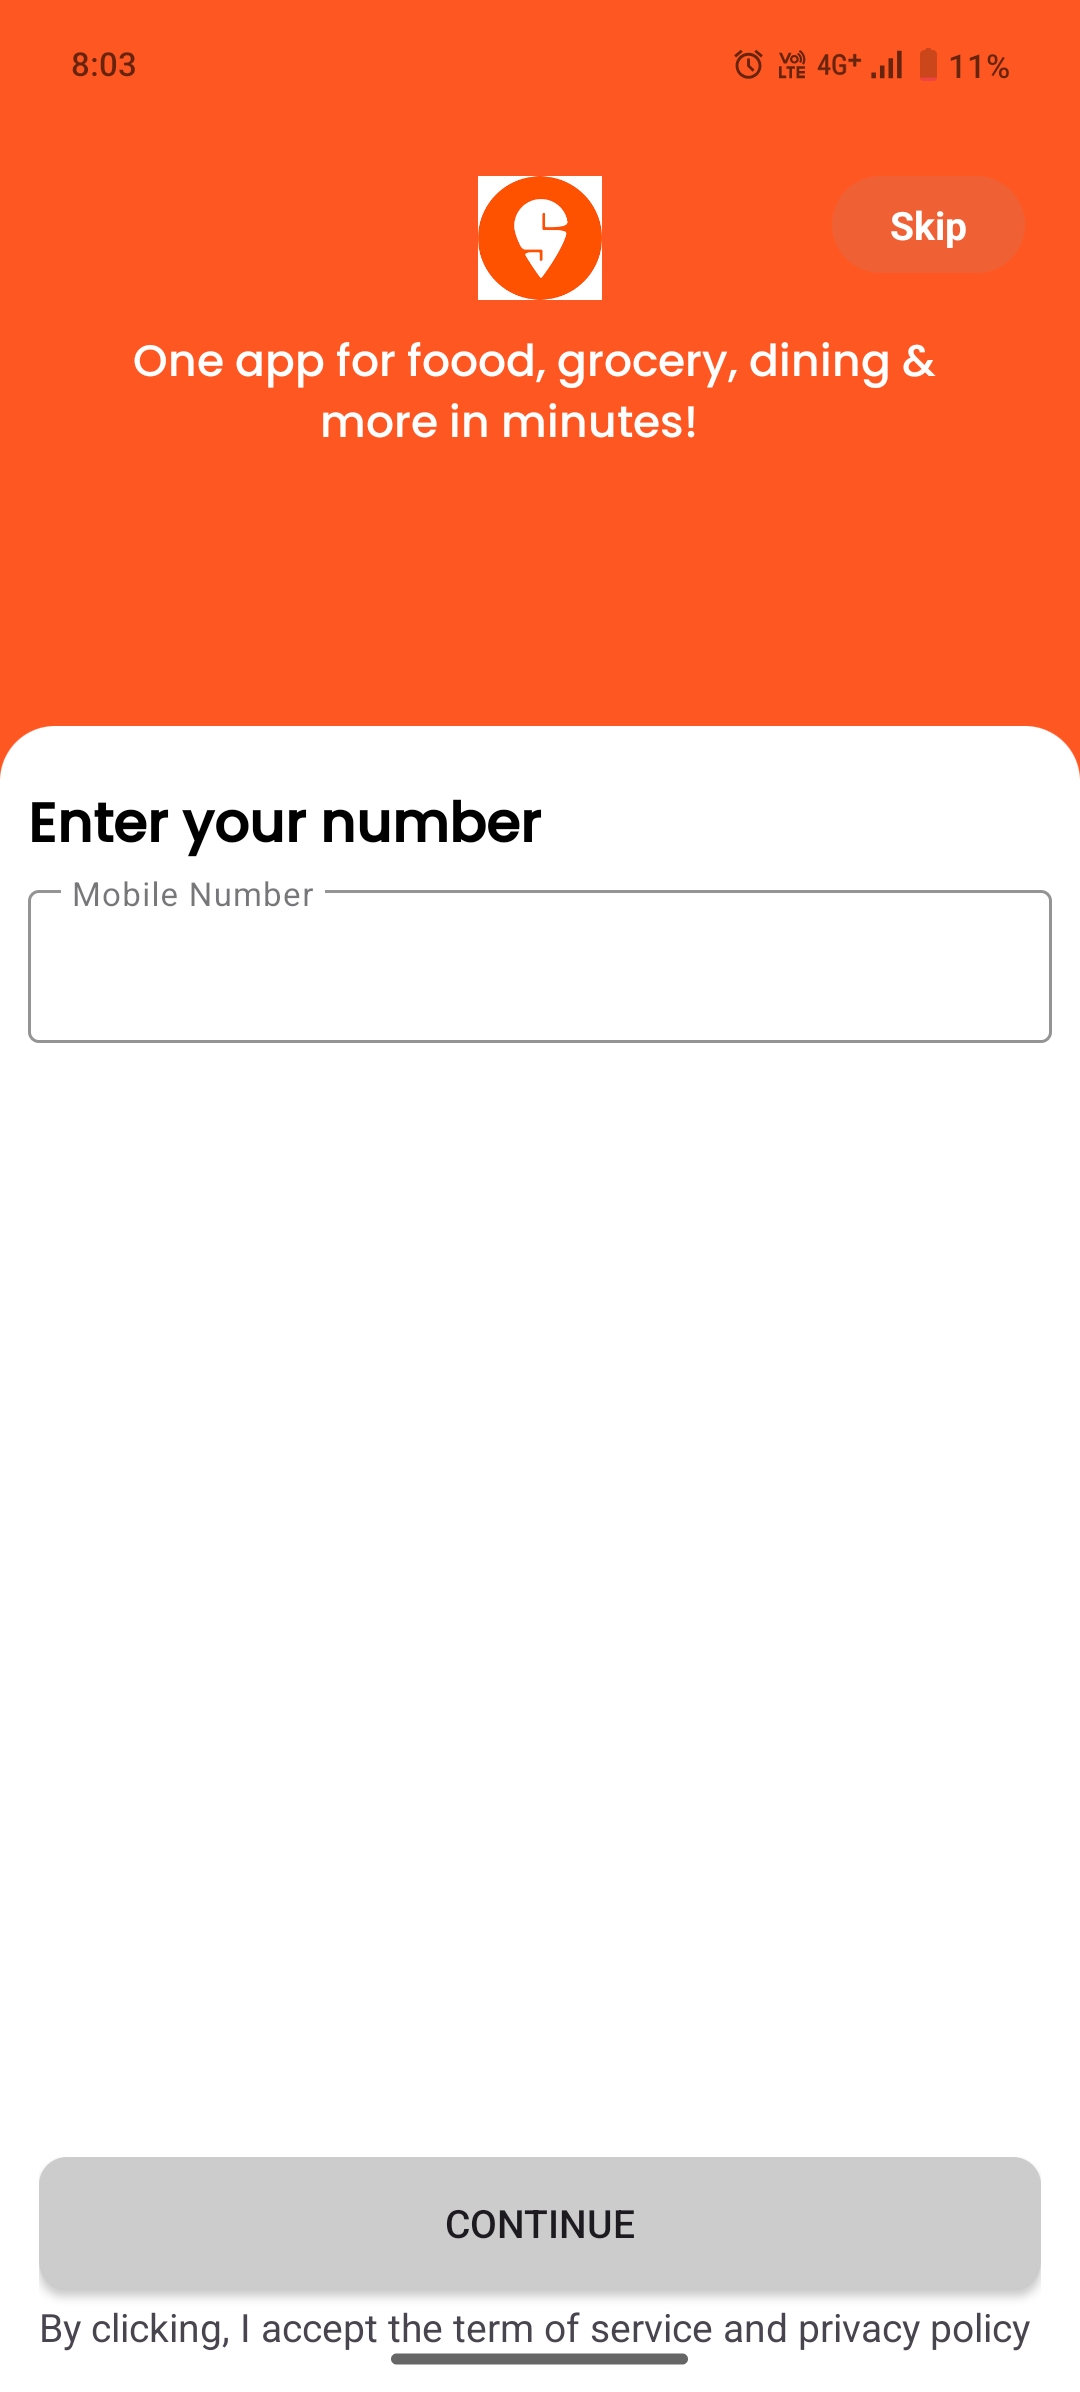 8:03
Vo)) LTE 4G+ 11%
Skip
One app for foood, grocery, dining &
more in minutes!
Enter your number
Mobile Number
CONTINUE
By clicking, I accept the term of service and privacy policy